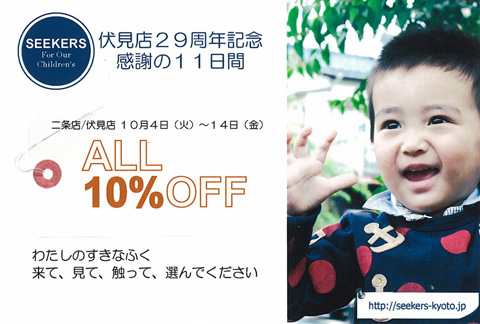 SEEKERS
For Our
Children's
伏見店29周年記念
感謝の11日間
二条店/伏見店 10月4日（火）～14日（金）
ALL
10%OFF
わたしのすきなふく
来て、見て、触って、選んでください
http://seekers-kyoto.jp